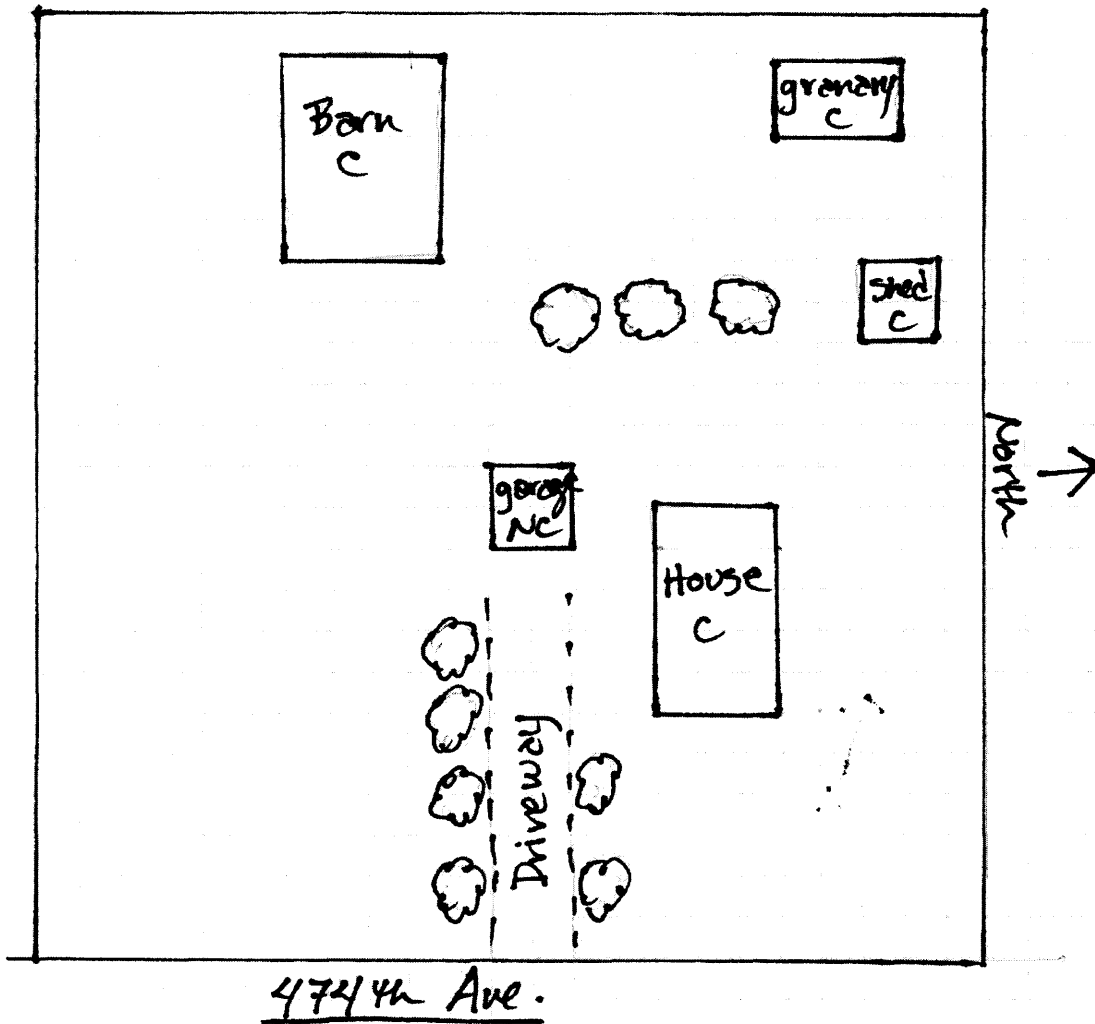 Barn
C
granary
C
Shed
C
North
garage
NC
House
C
Driveway
474th Ave.